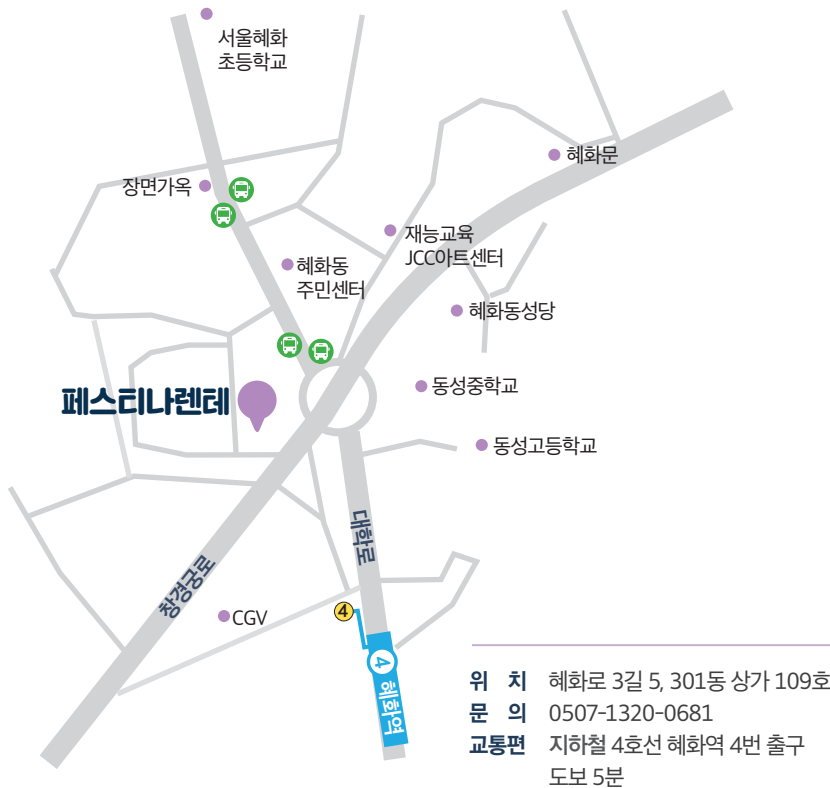 서울혜화
초등학교
혜화문
장면가옥
재능교육
JCC아트센터
혜화동
주민센터
혜화동성당
동성중학교
페스티나렌테
동성고등학교
대학로
창경궁로
CGV
4
4 혜화역
위 치 혜화로 3길 5, 301동 상가 109호
문 의 0507-1320-0681
교통편 지하철 4호선 혜화역 4번 출구
도보 5분